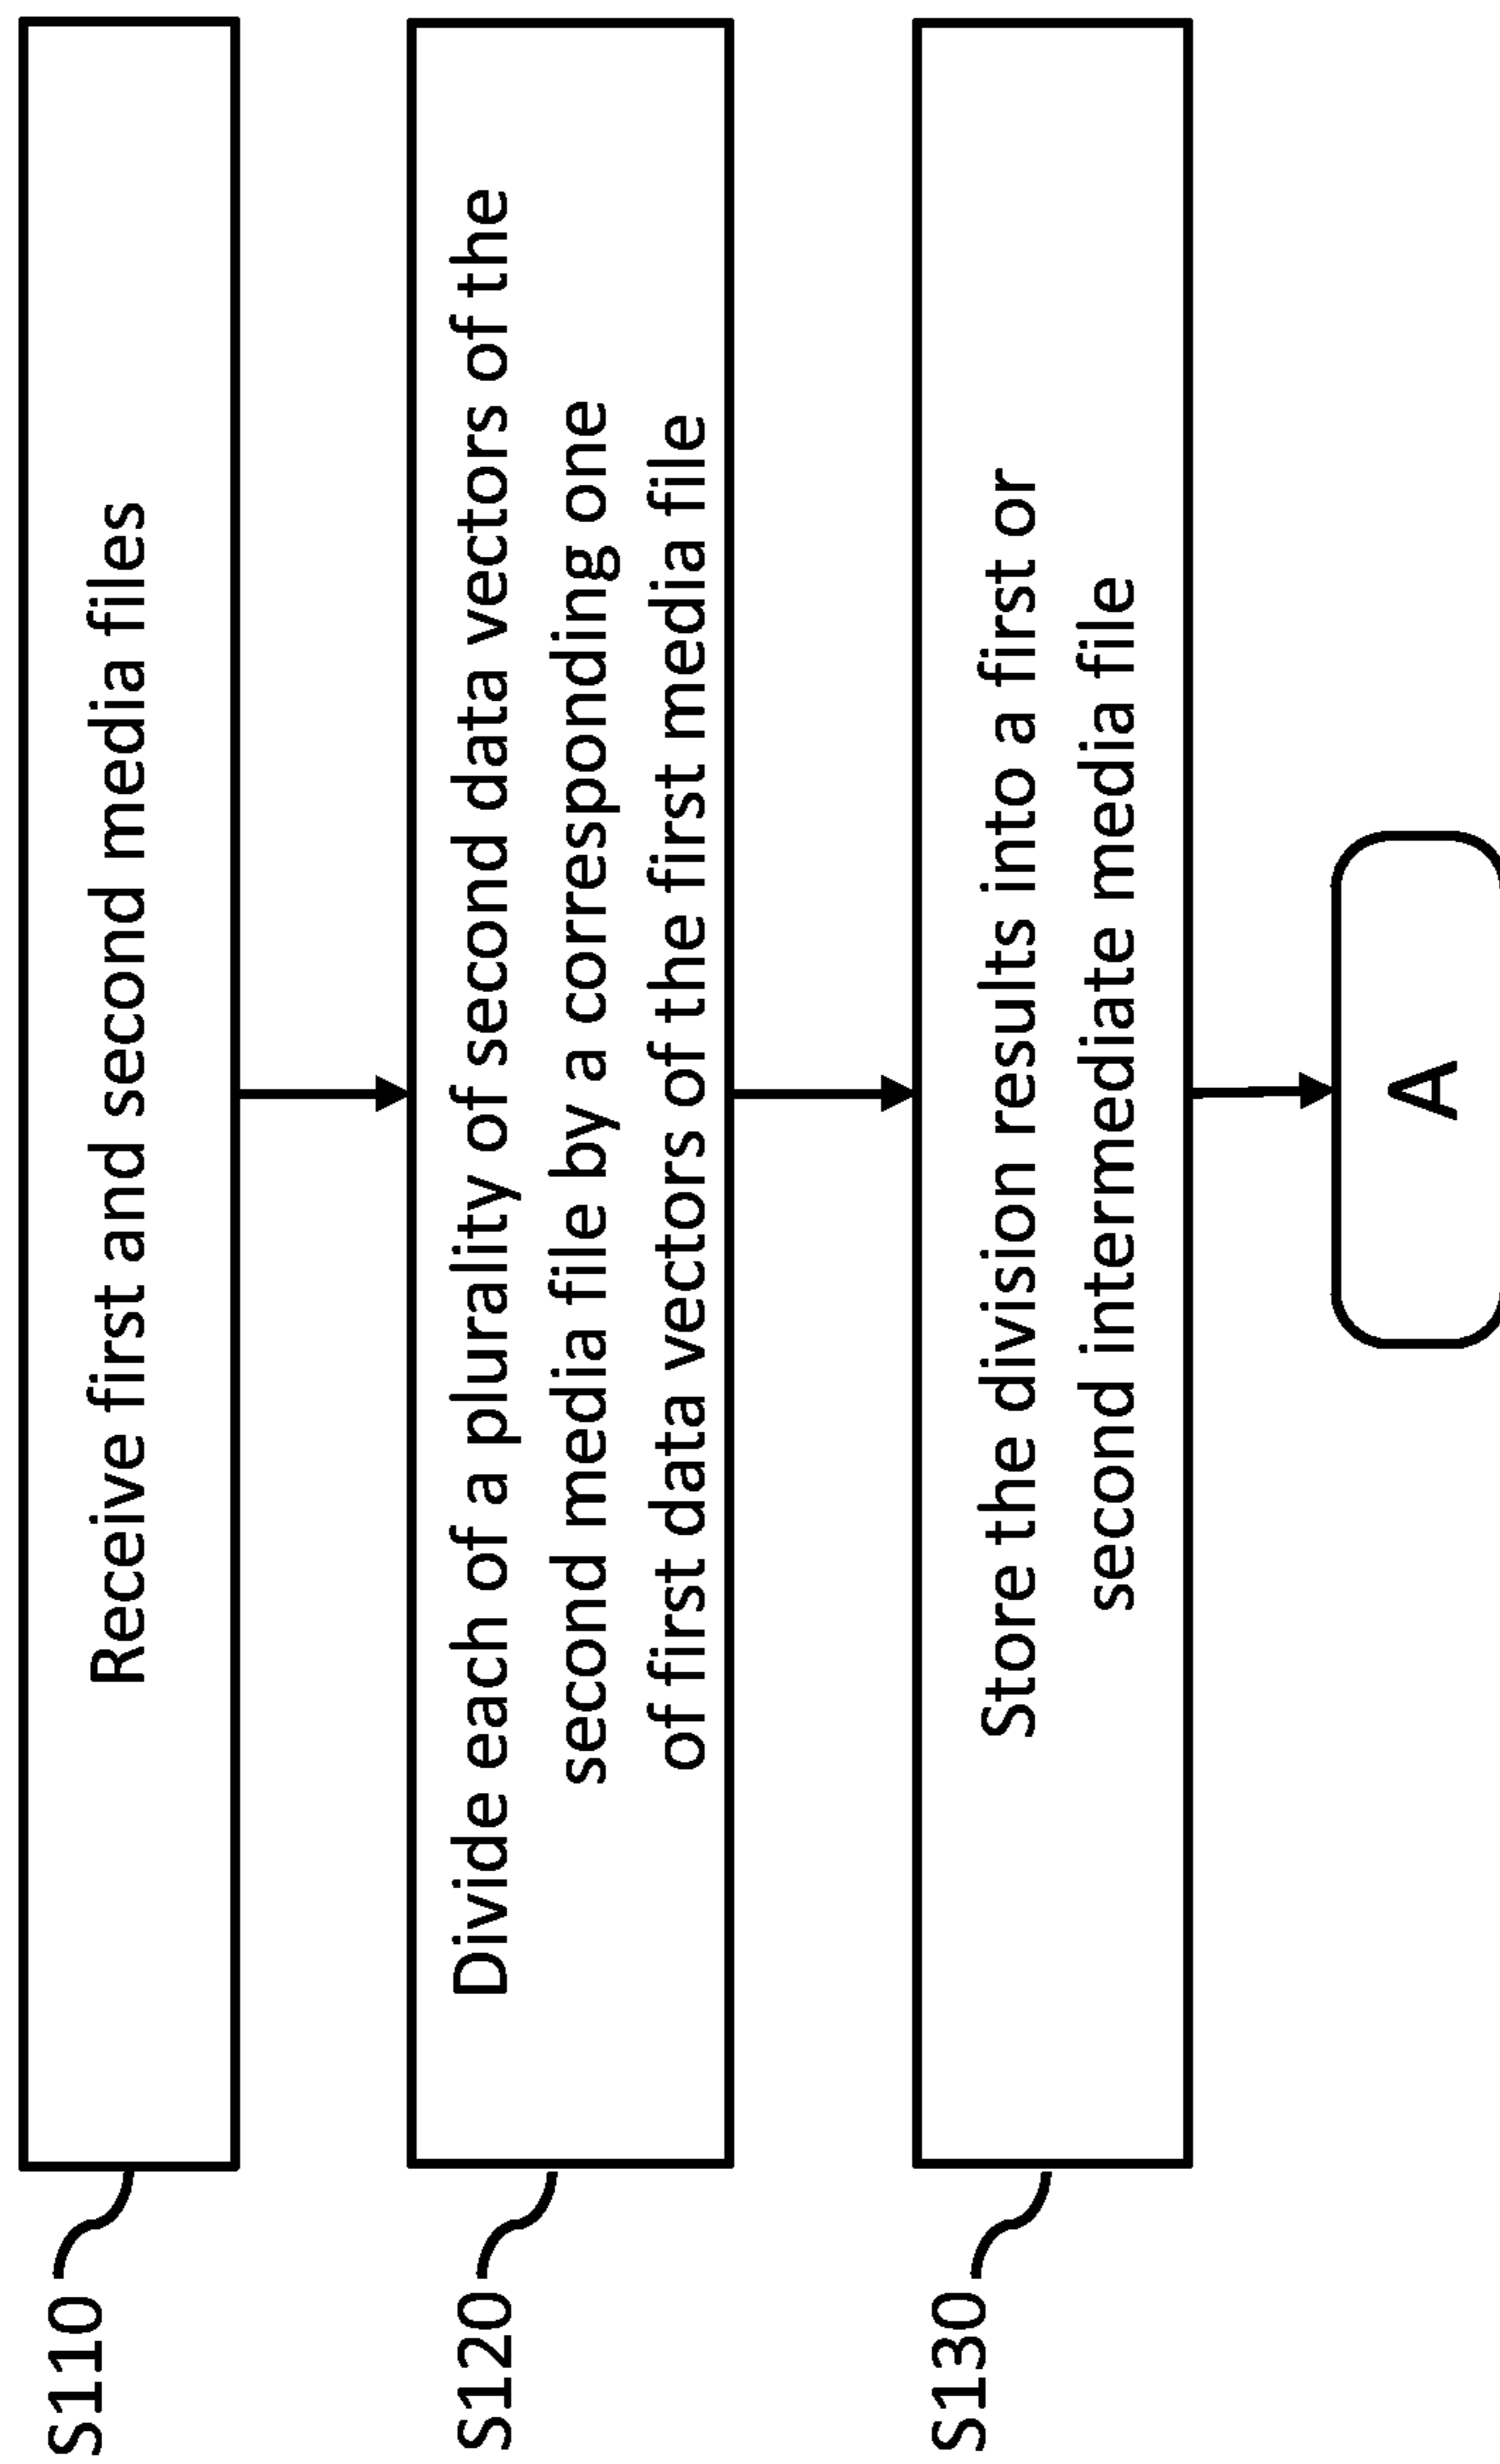 S110
Receive first and second media files
S120
Divide each of a plurality of second data vectors of the
second media file by a corresponding one
of first data vectors of the first media file
S130
Store the division results into a first or
second intermediate media file
A